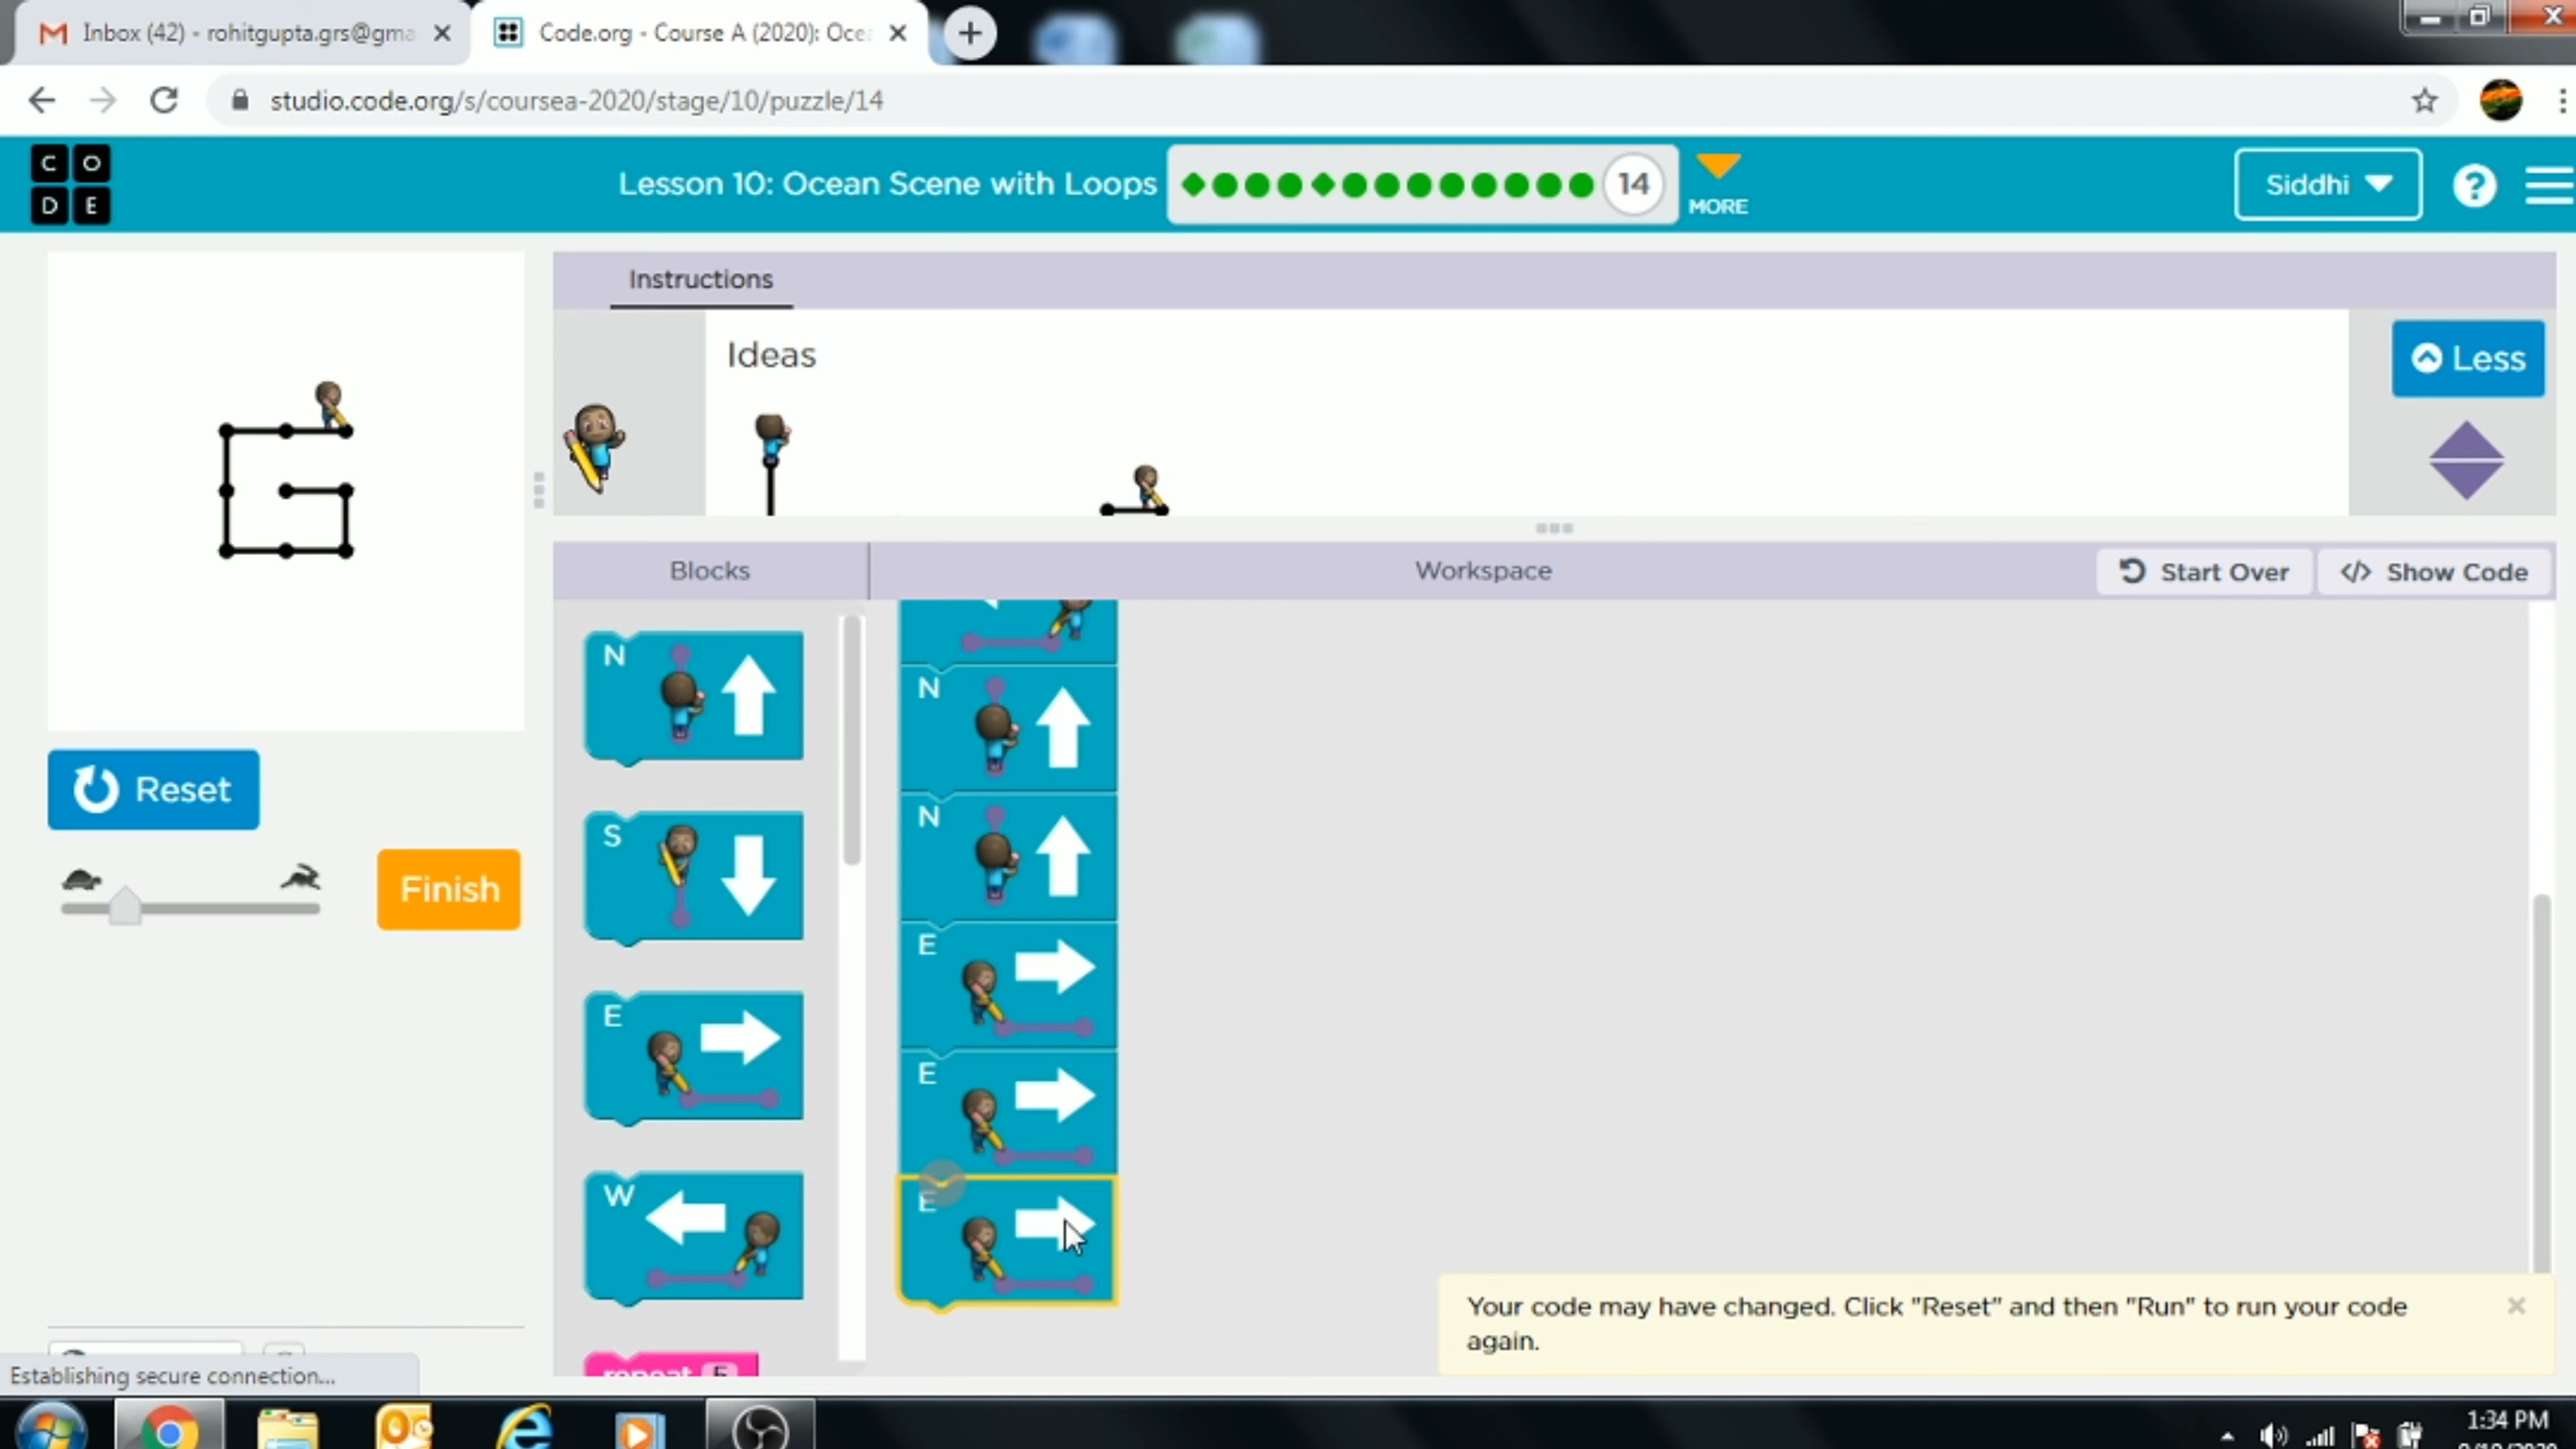 Inbox (42) - rohitgupta.grs@gma
Code.org - Course A (2020): Oce
studio.code.org/s/coursea-2020/stage/10/puzzle/14
C O
D E
Lesson 10: Ocean Scene with Loops
14
MORE
Siddhi
?
Instructions
Ideas
Less
Blocks
Workspace
Start Over
</> Show Code
N
S
E
W
repeat
N
N
E
E
E
Reset
Finish
Your code may have changed. Click "Reset" and then "Run" to run your code
again.
Establishing secure connection...
1:34 PM